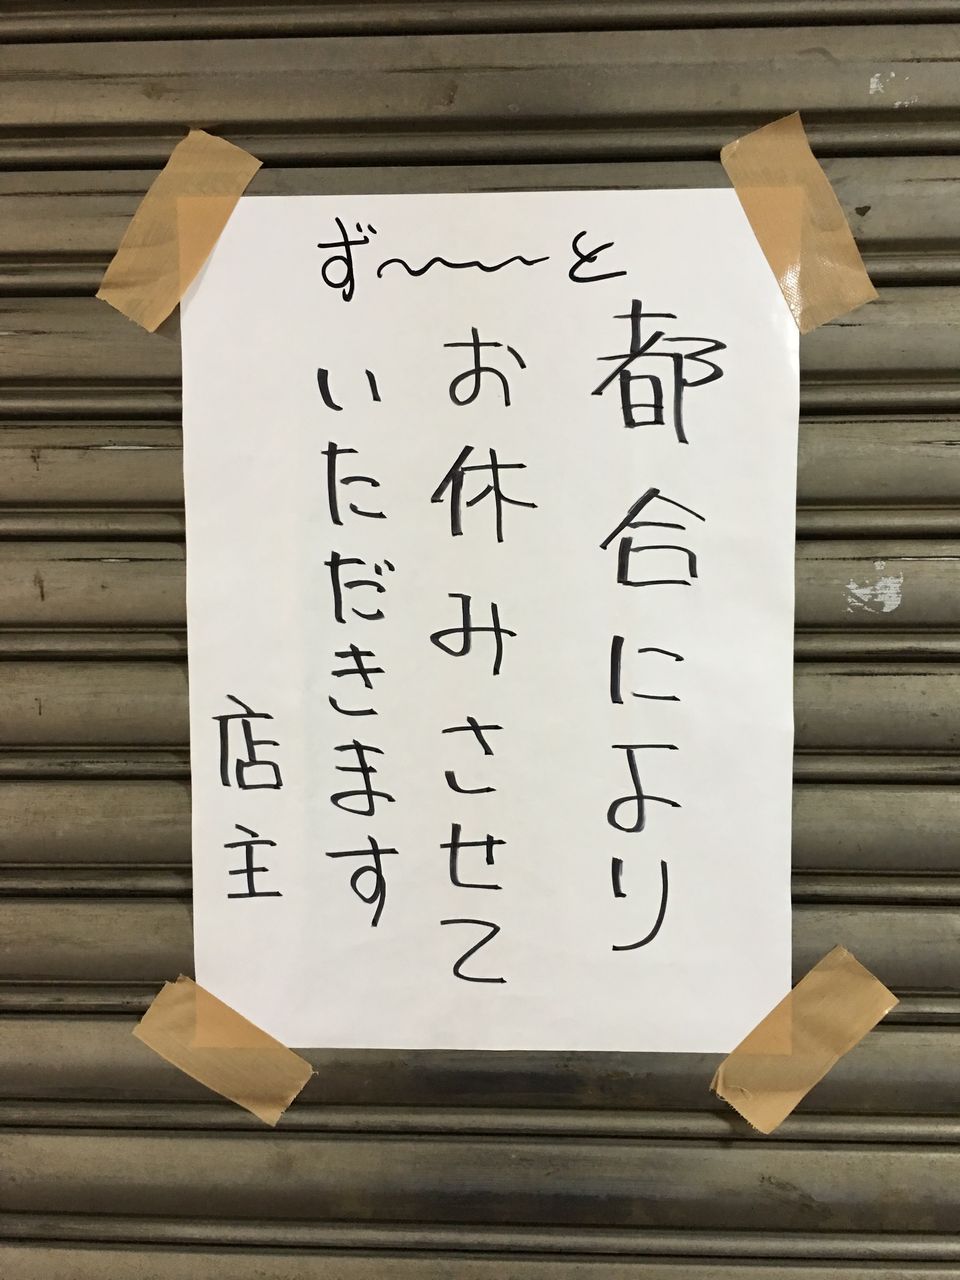 ず〜〜〜と
都合により
お休みさせて
いただきます
店主